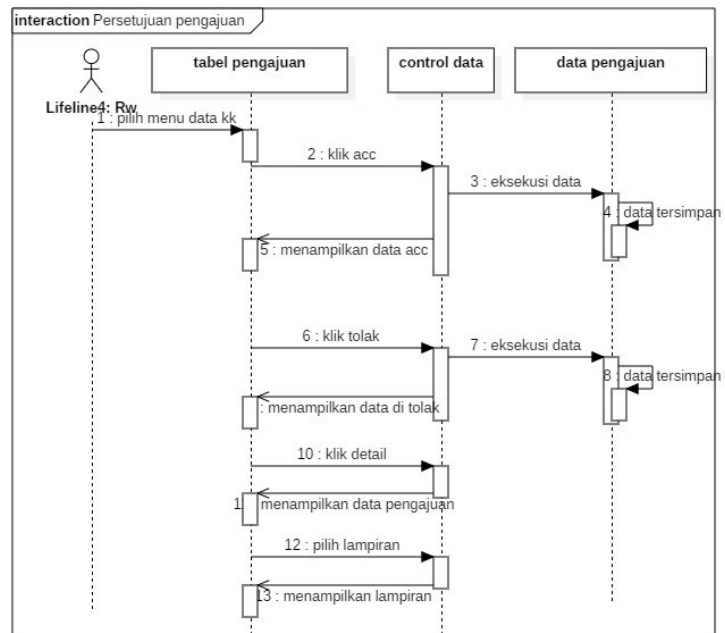 interaction Persetujuan pengajuan
tabel pengajuan
control data
data pengajuan
Lifeline4: Rw
1 : pilih menu data kk
2 : klik acc
3 : eksekusi data
4 : data tersimpan
5 : menampilkan data acc
6 : klik tolak
7 : eksekusi data
8 : data tersimpan
: menampilkan data di tolak
10 : klik detail
1 menampilkan data pengajuan
12 : pilih lampiran
13 : menampilkan lampiran